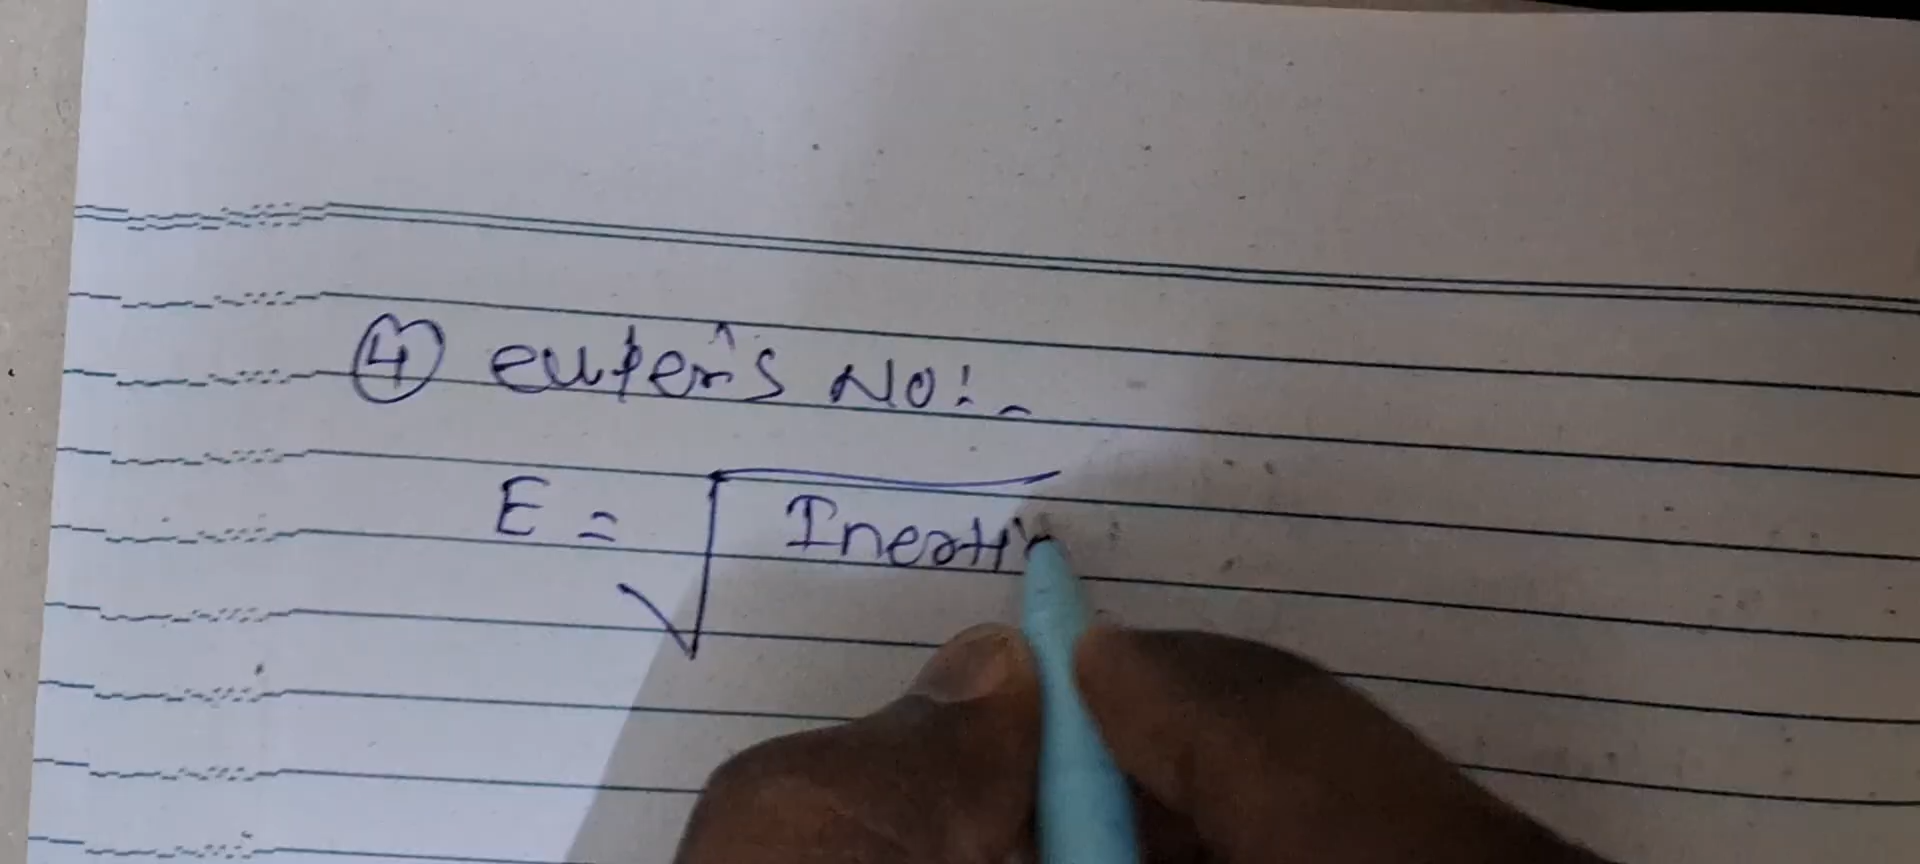 ④ euler's No:-
E = √ Inerti